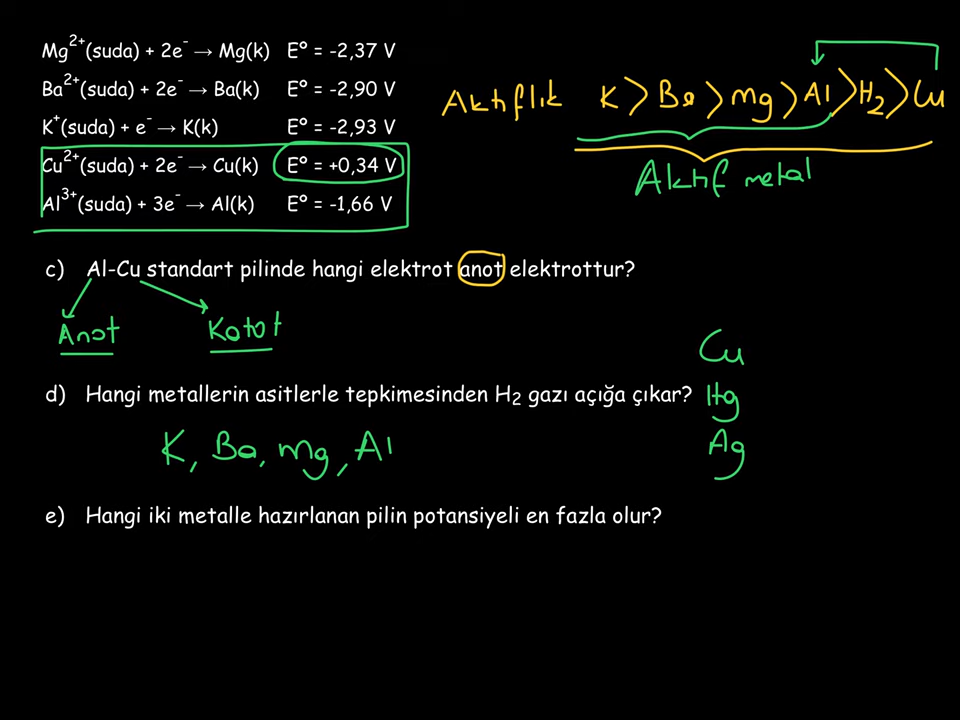 Mg²⁺(suda) + 2e⁻ → Mg(k) E° = -2,37 V
Ba²⁺(suda) + 2e⁻ → Ba(k) E° = -2,90 V
K⁺(suda) + e⁻ → K(k) E° = -2,93 V
Cu²⁺(suda) + 2e⁻ → Cu(k) E° = +0,34 V
Al³⁺(suda) + 3e⁻ → Al(k) E° = -1,66 V
Aktiflik K > Ba > Mg > Al > H₂ > Cu
Aktif metal
c) Al-Cu standart pilinde hangi elektrot anot elektrottur?
Anot Katot
Cu
d) Hangi metallerin asitlerle tepkimesinden H₂ gazı açığa çıkar?
Hg
K, Ba, Mg, Al
Ag
e) Hangi iki metalle hazırlanan pilin potansiyeli en fazla olur?